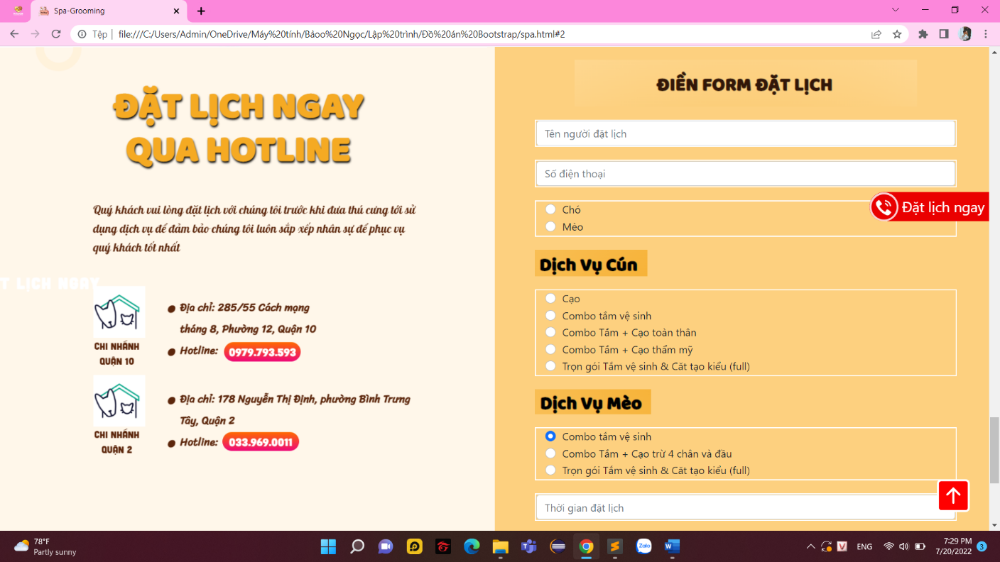 Spa-Grooming
Tệp | file:///C:/Users/Admin/OneDrive/Máy%20tính/Bảoo%20Ngọc/Lập%20trình/Đồ%20án%20Bootstrap/spa.html#2
ĐẶT LỊCH NGAY
QUA HOTLINE
Quý khách vui lòng đặt lịch với chúng tôi trước khi đưa thú cưng tới sử
dụng dịch vụ để đảm bảo chúng tôi luôn sắp xếp nhân sự để phục vụ
quý khách tốt nhất
T LỊCH NGAY
Địa chỉ: 285/55 Cách mạng
tháng 8, Phường 12, Quận 10
Hotline: 0979.793.593
CHI NHÁNH
QUẬN 10
Địa chỉ: 178 Nguyễn Thị Định, phường Bình Trưng
Tây, Quận 2
Hotline: 033.969.0011
CHI NHÁNH
QUẬN 2
ĐIỀN FORM ĐẶT LỊCH
Tên người đặt lịch
Số điện thoại
Chó
Mèo
Đặt lịch ngay
Dịch Vụ Cún
Cạo
Combo tắm vệ sinh
Combo Tắm + Cạo toàn thân
Combo Tắm + Cạo thẩm mỹ
Trọn gói Tắm vệ sinh & Căt tạo kiểu (full)
Dịch Vụ Mèo
Combo tắm vệ sinh
Combo Tắm + Cạo trừ 4 chân và đầu
Trọn gói Tắm vệ sinh & Căt tạo kiểu (full)
Thời gian đặt lịch
78°F
Partly sunny
Zalo
ENG
7:29 PM
7/20/2022
3